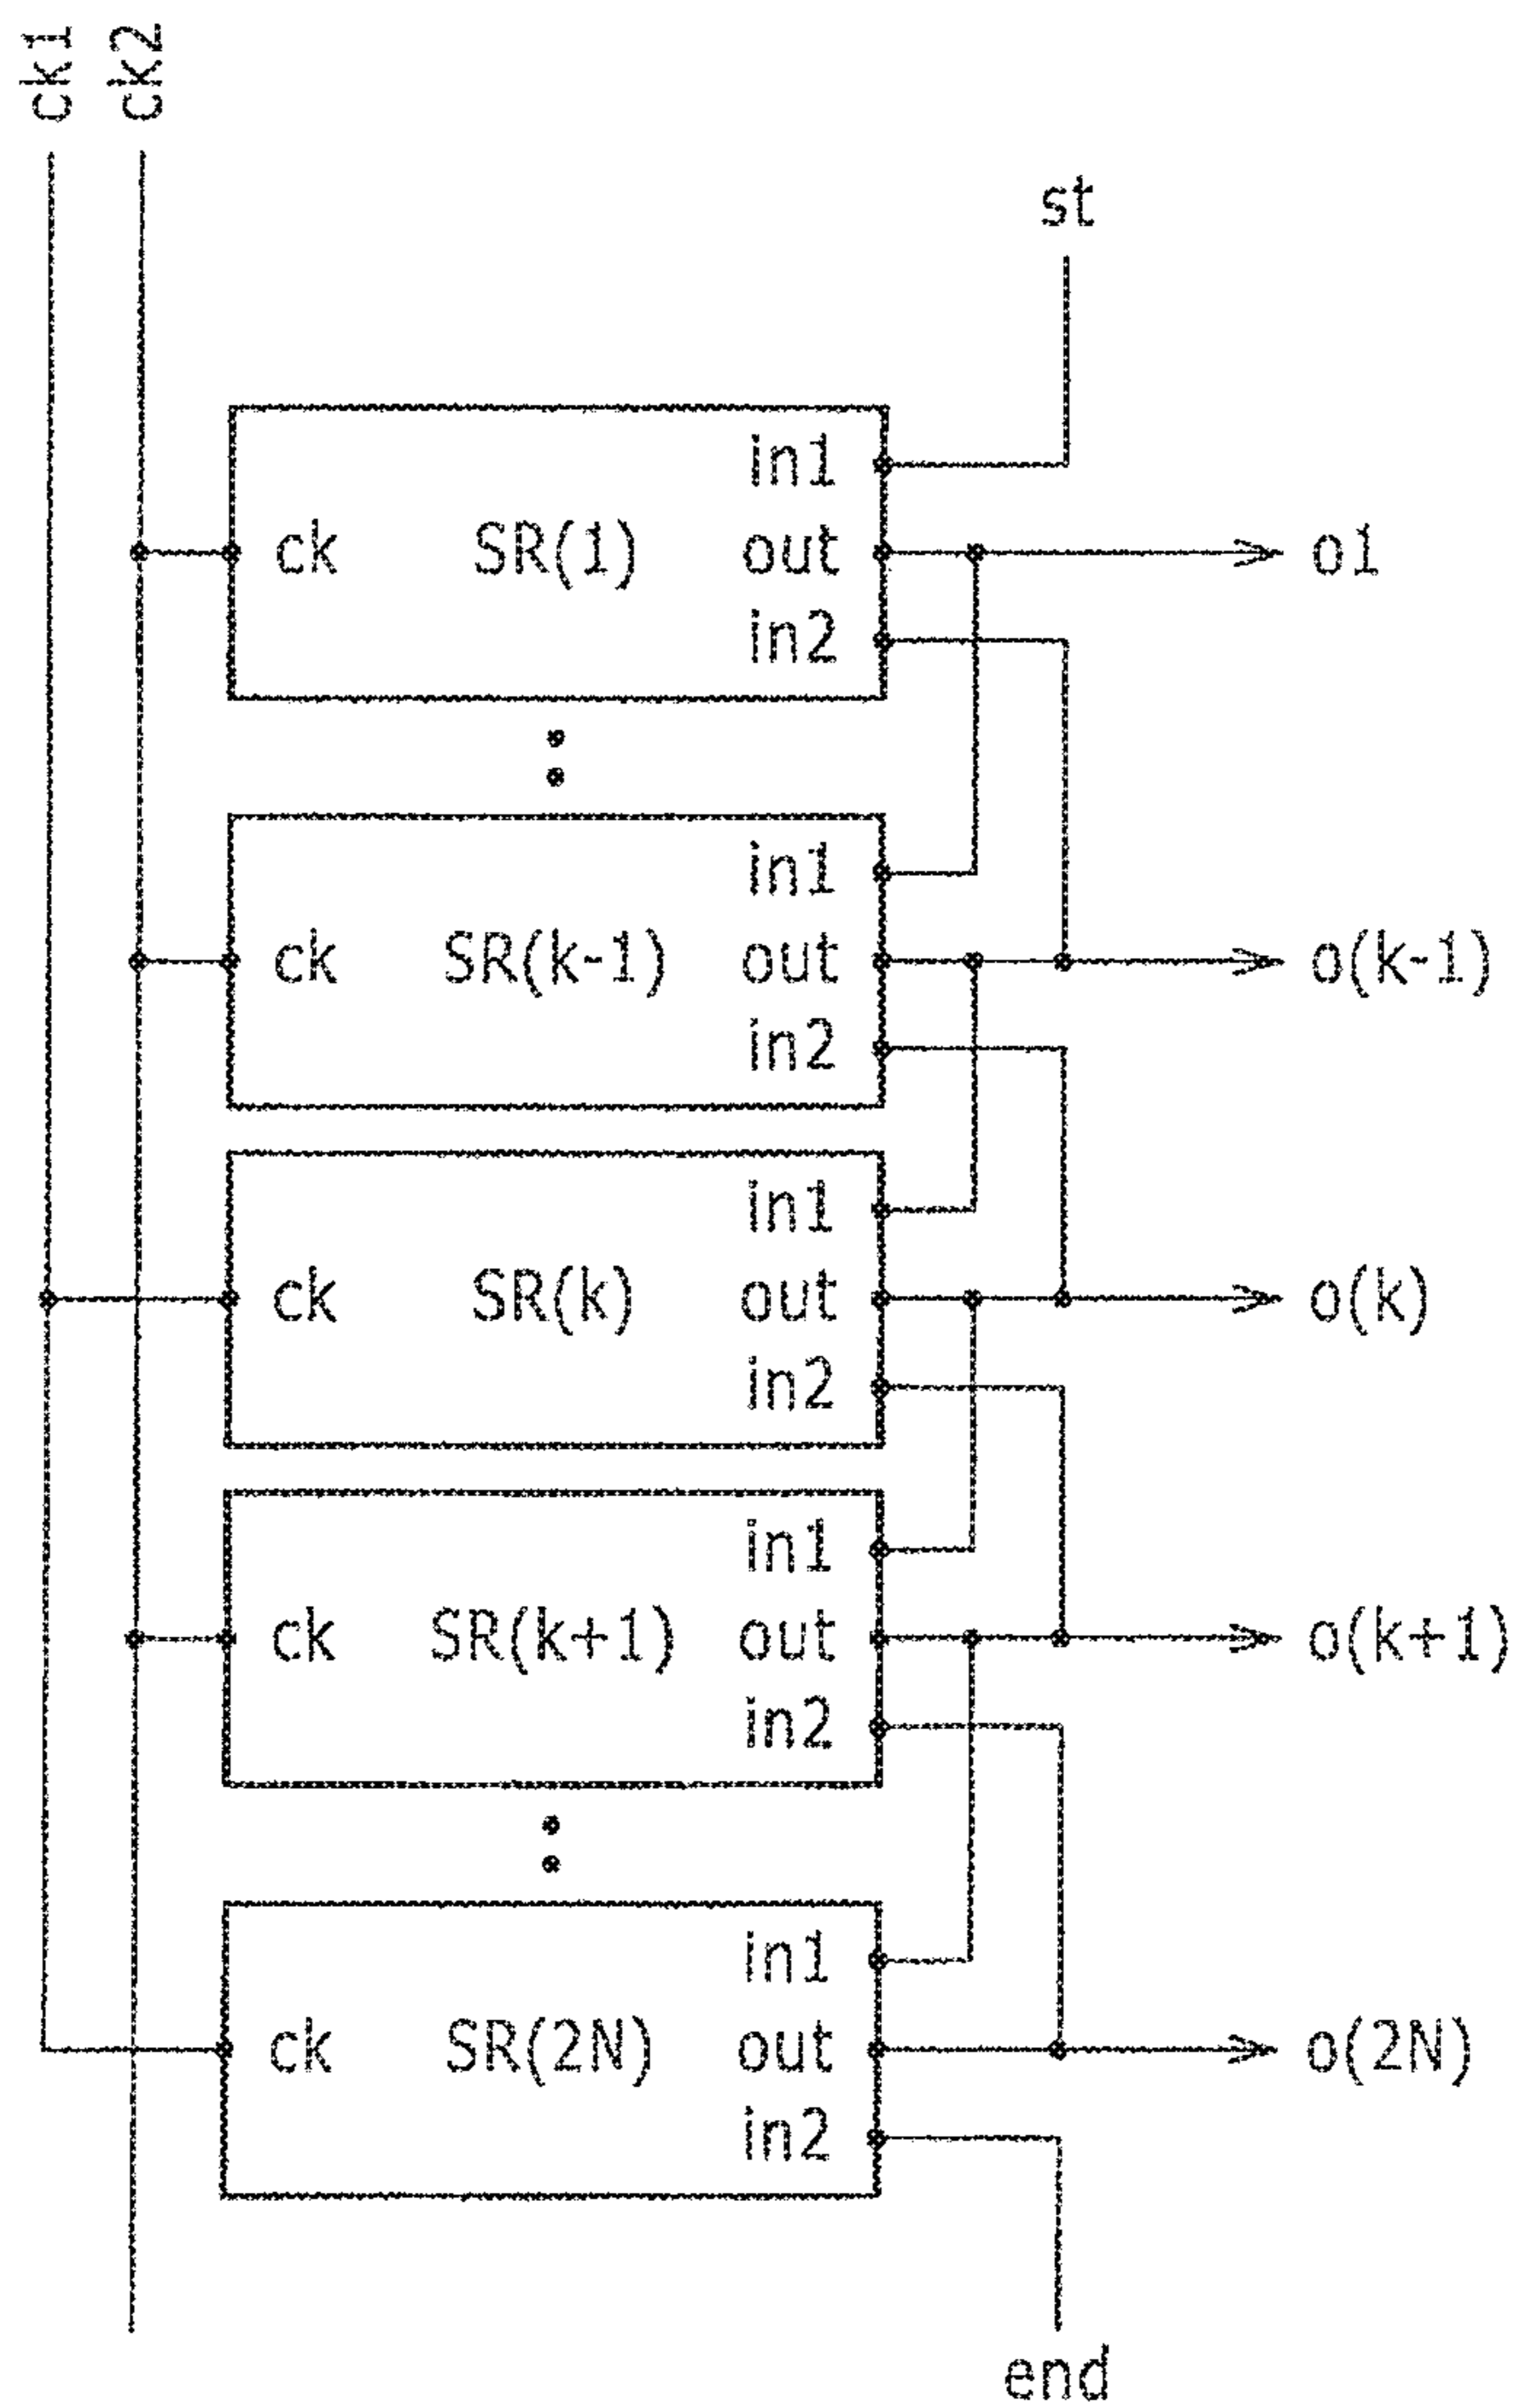 ck1
ck2
st
in1
ck SR(1) out o1
in2
in1
ck SR(k-1) out o(k-1)
in2
in1
ck SR(k) out o(k)
in2
in1
ck SR(k+1) out o(k+1)
in2
in1
ck SR(2N) out o(2N)
in2
end